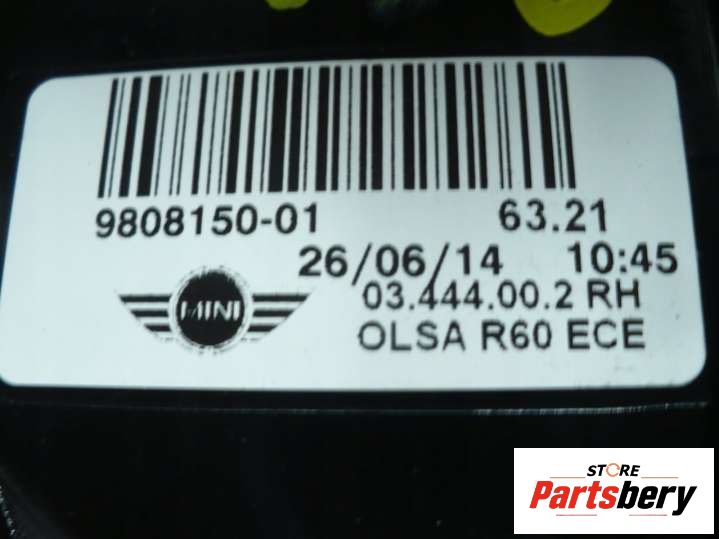 9808150-01 63.21
26/06/14 10:45
03.444.00.2 RH
MINI
OLSA R60 ECE
STORE
Partsbery